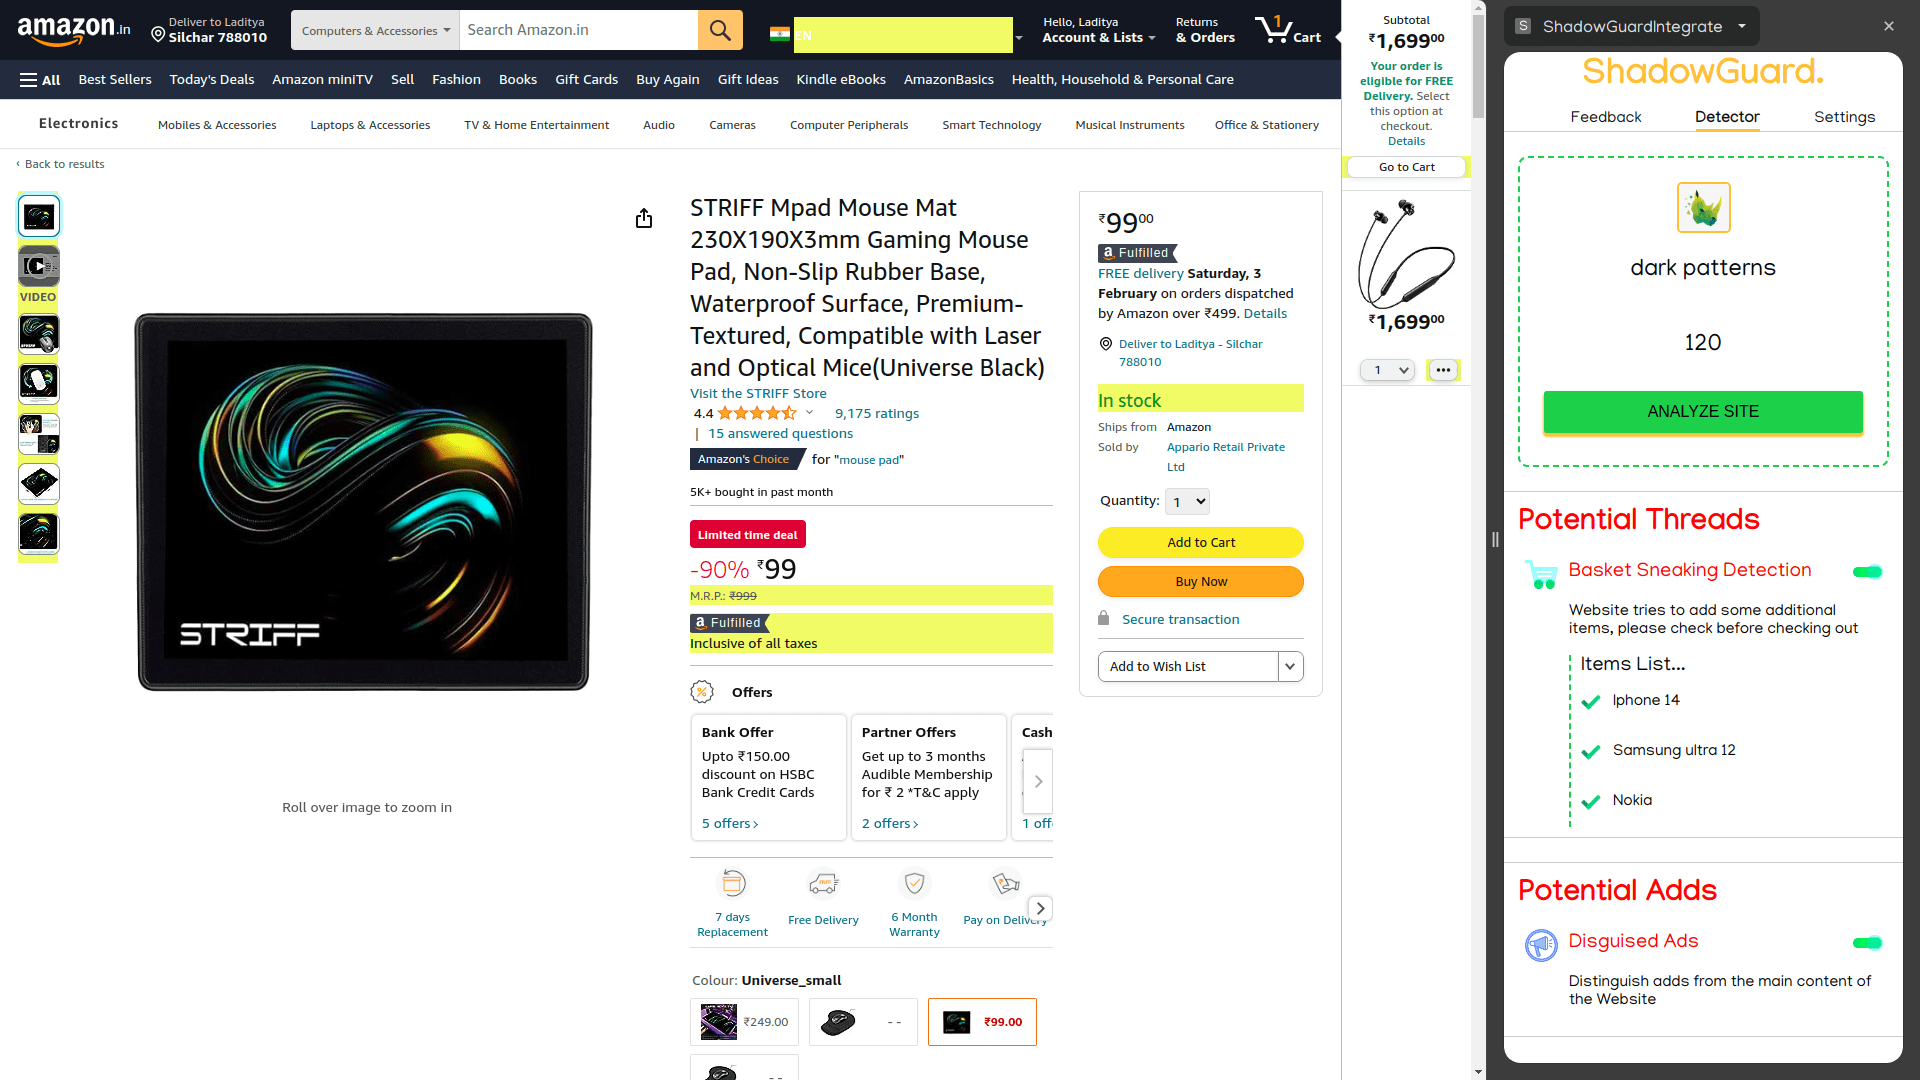 amazon.in
Deliver to Laditya
Silchar 788010
Computers & Accessories
Search Amazon.in
EN
Hello, Laditya
Account & Lists
Returns
& Orders
1
Cart
All
Best Sellers
Today's Deals
Amazon miniTV
Sell
Fashion
Books
Gift Cards
Buy Again
Gift Ideas
Kindle eBooks
AmazonBasics
Health, Household & Personal Care
Electronics
Mobiles & Accessories
Laptops & Accessories
TV & Home Entertainment
Audio
Cameras
Computer Peripherals
Smart Technology
Musical Instruments
Office & Stationery
‹ Back to results
VIDEO
STRIFF
Roll over image to zoom in
STRIFF Mpad Mouse Mat
230X190X3mm Gaming Mouse
Pad, Non-Slip Rubber Base,
Waterproof Surface, Premium-
Textured, Compatible with Laser
and Optical Mice(Universe Black)
Visit the STRIFF Store
4.4
9,175 ratings
| 15 answered questions
Amazon's Choice
for "mouse pad"
5K+ bought in past month
Limited time deal
-90% ₹99
M.R.P.: ₹999
a Fulfilled
Inclusive of all taxes
Offers
Bank Offer
Upto ₹150.00
discount on HSBC
Bank Credit Cards
5 offers ›
Partner Offers
Get up to 3 months
Audible Membership
for ₹ 2 *T&C apply
2 offers ›
Cash
1 off
7 days
Replacement
Free Delivery
6 Month
Warranty
Pay on Delivery
Colour: Universe_small
₹249.00
- -
₹99.00
- -
₹9900
a Fulfilled
FREE delivery Saturday, 3
February on orders dispatched
by Amazon over ₹499. Details
Deliver to Laditya - Silchar
788010
In stock
Ships from Amazon
Sold by Appario Retail Private
Ltd
Quantity: 1
Add to Cart
Buy Now
Secure transaction
Add to Wish List
Subtotal
₹1,69900
Your order is
eligible for FREE
Delivery. Select
this option at
checkout.
Details
Go to Cart
₹1,69900
1
S ShadowGuardIntegrate
ShadowGuard.
Feedback
Detector
Settings
dark patterns
120
ANALYZE SITE
Potential Threads
Basket Sneaking Detection
Website tries to add some additional
items, please check before checking out
Items List...
Iphone 14
Samsung ultra 12
Nokia
Potential Adds
Disguised Ads
Distinguish adds from the main content of
the Website